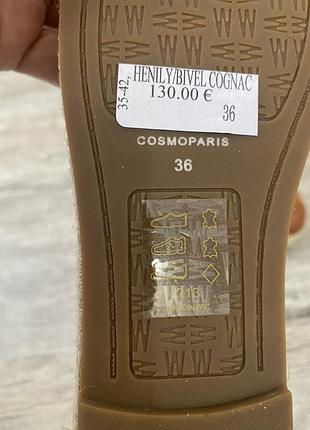 35-42, HENILY/BIVEL COGNAC
130.00 €
36
COSMOPARIS
36